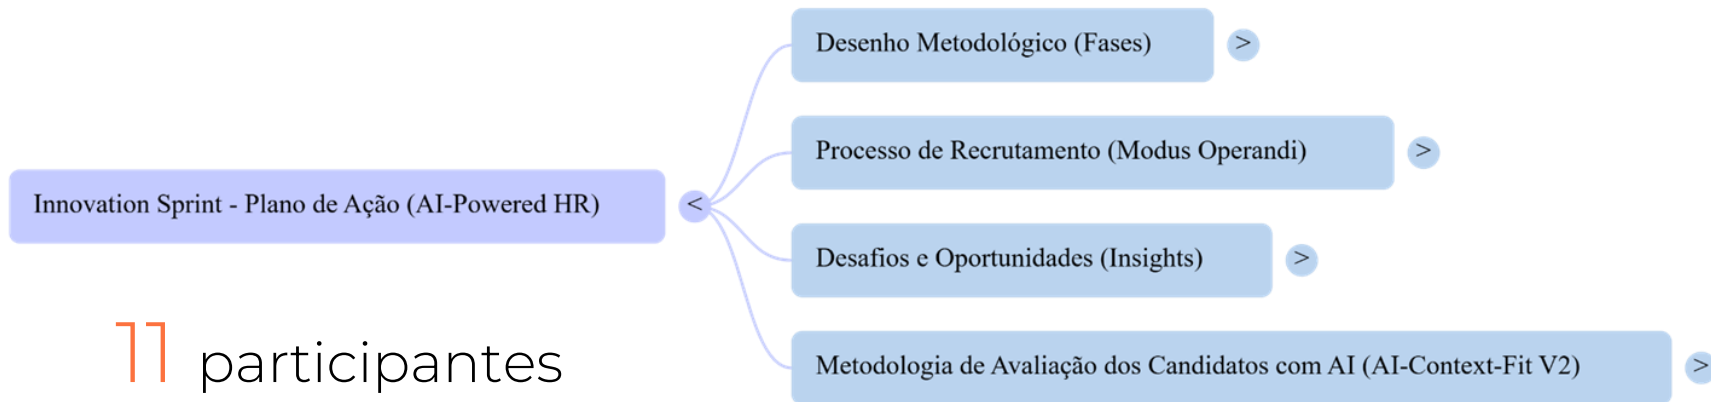 Desenho Metodológico (Fases) >
Processo de Recrutamento (Modus Operandi) >
Innovation Sprint - Plano de Ação (AI-Powered HR) <
Desafios e Oportunidades (Insights) >
11 participantes
Metodologia de Avaliação dos Candidatos com AI (AI-Context-Fit V2) >